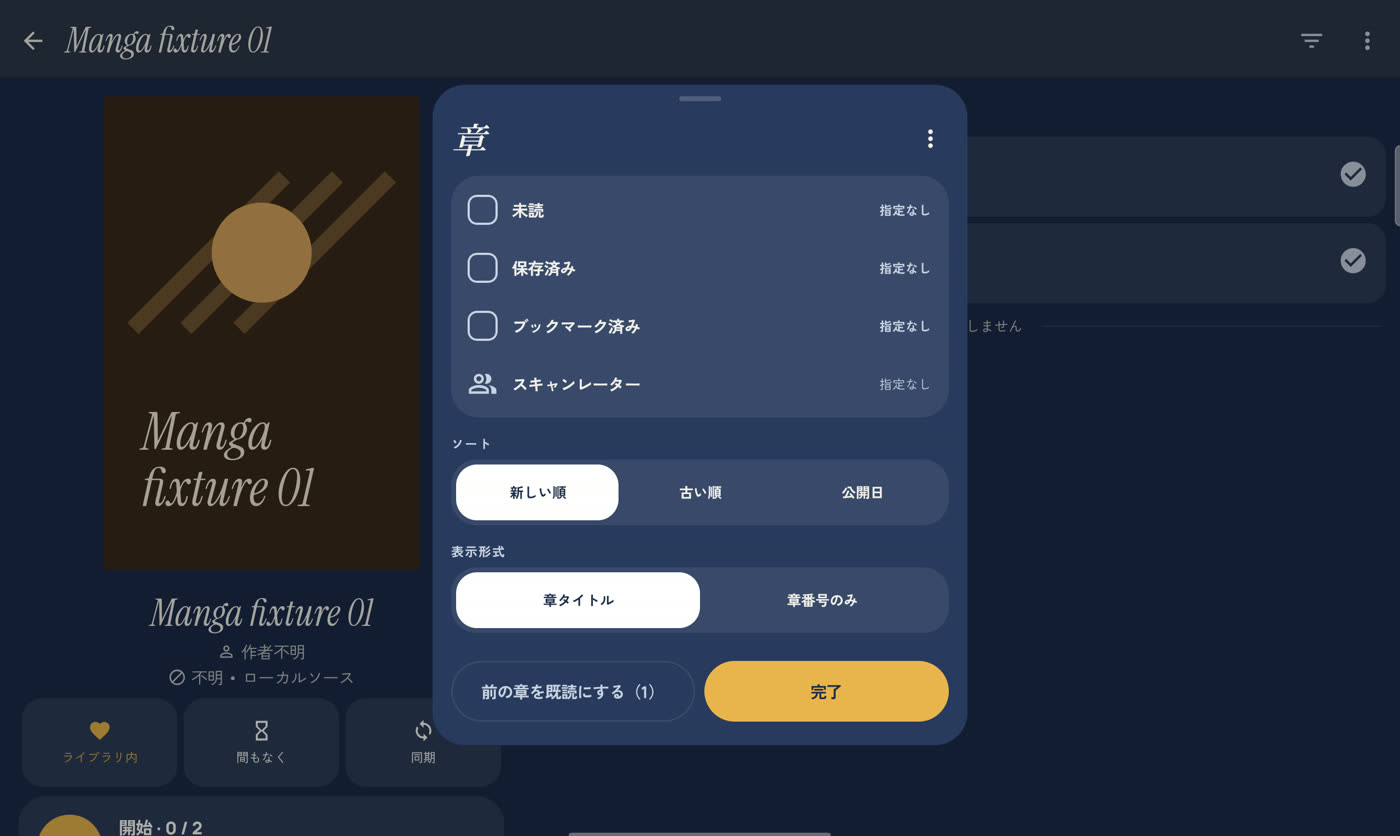 Manga fixture 01
Manga
fixture 01
Manga fixture 01
作者不明
不明 • ローカルソース
ライブラリ内
間もなく
同期
開始 · 0 / 2
章
未読 指定なし
保存済み 指定なし
ブックマーク済み 指定なし
スキャンレーター 指定なし
ソート
新しい順 古い順 公開日
表示形式
章タイトル 章番号のみ
前の章を既読にする（1） 完了
しません